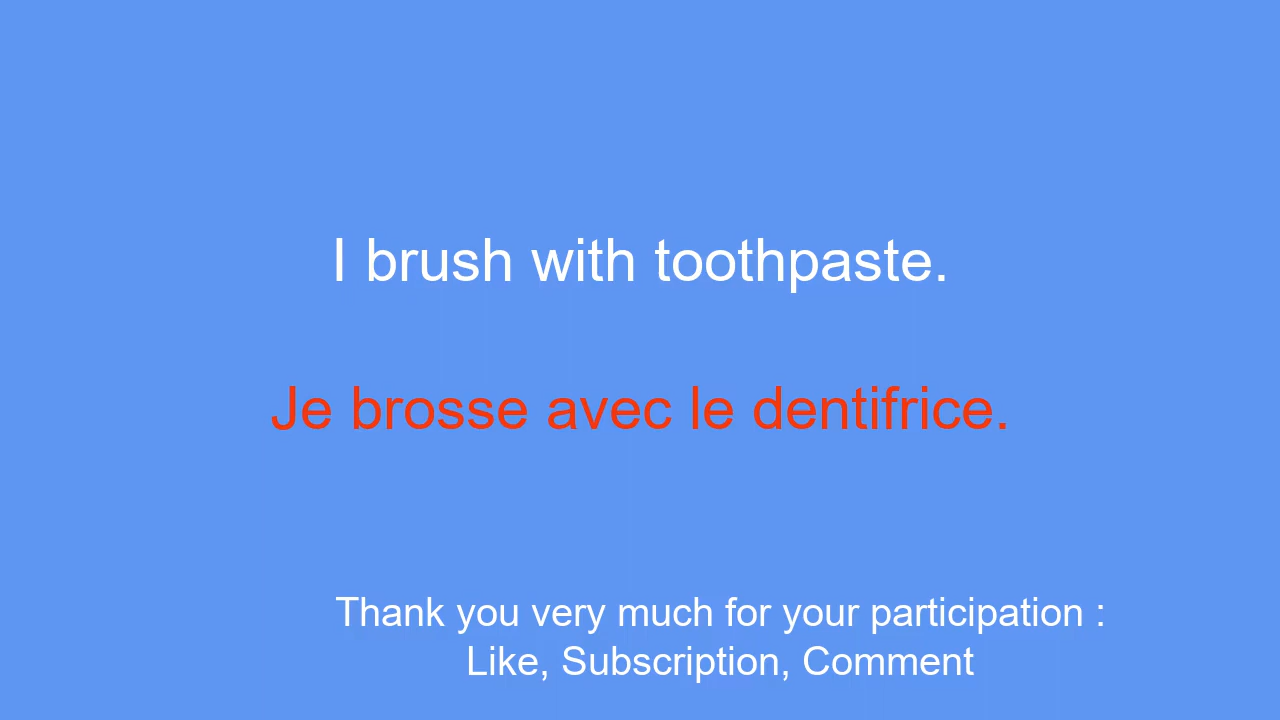 I brush with toothpaste.
Je brosse avec le dentifrice.
Thank you very much for your participation :
Like, Subscription, Comment